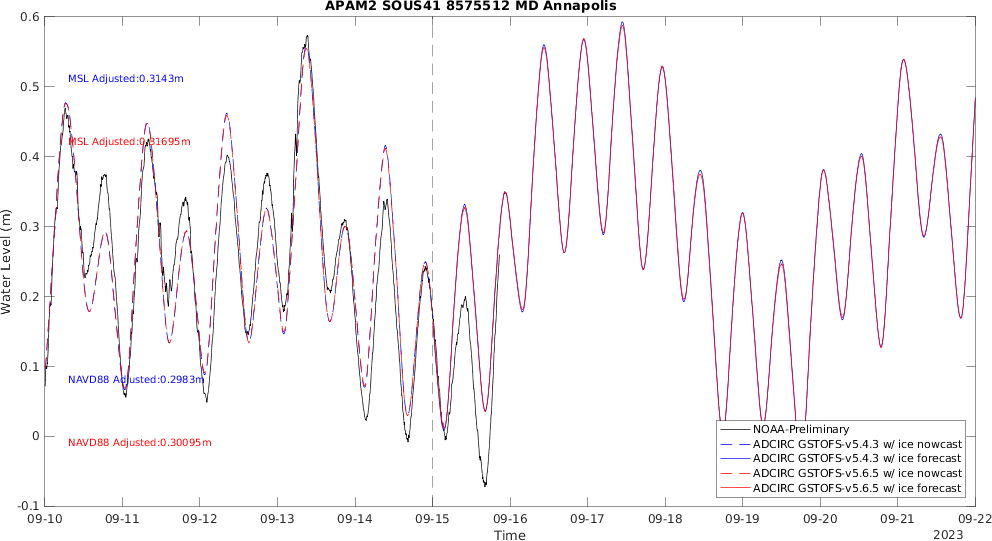 APAM2 SOUS41 8575512 MD Annapolis
0.6
0.5
0.4
0.3
0.2
0.1
0
-0.1
Water Level (m)
MSL Adjusted:0.3143m
MSL Adjusted:0.31695m
NAVD88 Adjusted:0.2983m
NAVD88 Adjusted:0.30095m
NOAA-Preliminary
ADCIRC GSTOFS-v5.4.3 w/ ice nowcast
ADCIRC GSTOFS-v5.4.3 w/ ice forecast
ADCIRC GSTOFS-v5.6.5 w/ ice nowcast
ADCIRC GSTOFS-v5.6.5 w/ ice forecast
09-10 09-11 09-12 09-13 09-14 09-15 09-16 09-17 09-18 09-19 09-20 09-21 09-22
Time
2023